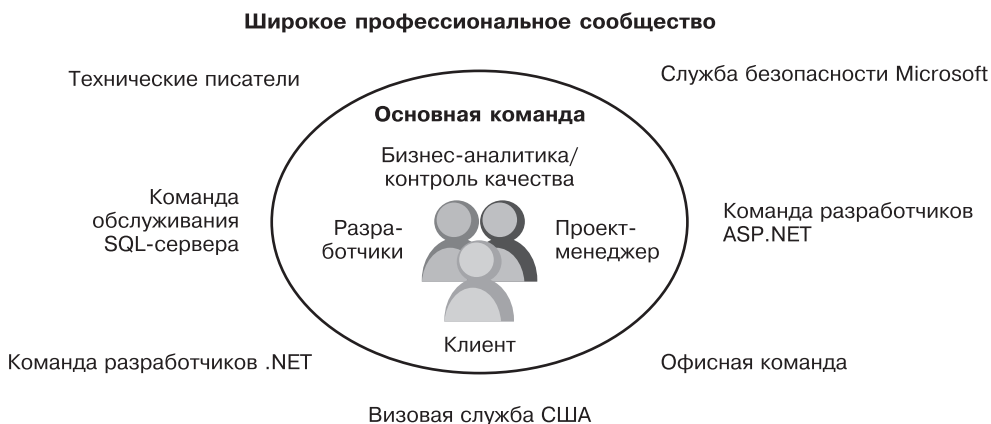 Широкое профессиональное сообщество
Технические писатели
Служба безопасности Microsoft
Основная команда
Бизнес-аналитика/
контроль качества
Команда
обслуживания
SQL-сервера
Разра-
ботчики
Проект-
менеджер
Команда разработчиков
ASP.NET
Клиент
Команда разработчиков .NET
Офисная команда
Визовая служба США